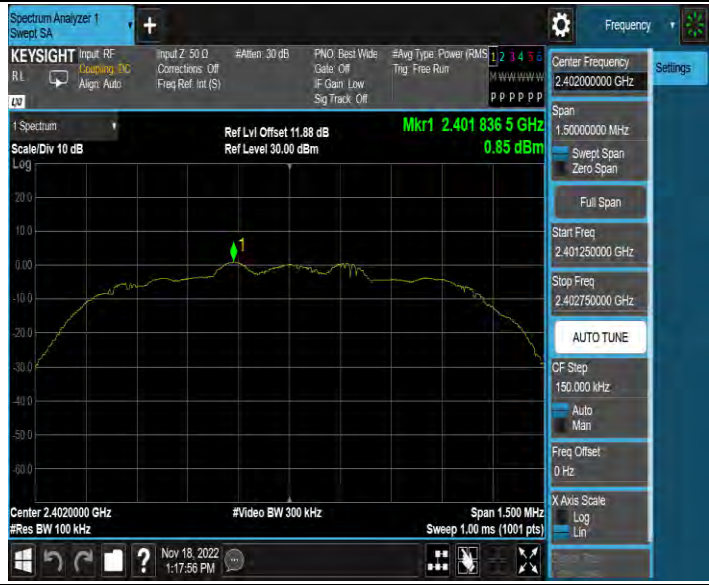 Spectrum Analyzer 1
Swept SA
Frequency
KEYSIGHT
Input: RF
Coupling: DC
Align: Auto
Input Z: 50 Ω
Corrections: Off
Freq Ref: Int (S)
#Atten: 30 dB
PNO: Best Wide
Gate: Off
IF Gain: Low
Sig Track: Off
#Avg Type: Power (RMS
Trig: Free Run
1 2 3 4 5 6
M W W W W W
P P P P P P
R L
LXI
1 Spectrum
Scale/Div 10 dB
Ref Lvl Offset 11.88 dB
Ref Level 30.00 dBm
Mkr1 2.401 836 5 GHz
0.85 dBm
Log
20.0
10.0
0.00
-10.0
-20.0
-30.0
-40.0
-50.0
-60.0
1
Center 2.4020000 GHz
#Res BW 100 kHz
#Video BW 300 kHz
Span 1.500 MHz
Sweep 1.00 ms (1001 pts)
Center Frequency
2.402000000 GHz
Settings
Span
1.50000000 MHz
Swept Span
Zero Span
Full Span
Start Freq
2.401250000 GHz
Stop Freq
2.402750000 GHz
AUTO TUNE
CF Step
150.000 kHz
Auto
Man
Freq Offset
0 Hz
X Axis Scale
Log
Lin
Nov 18, 2022
1:17:56 PM